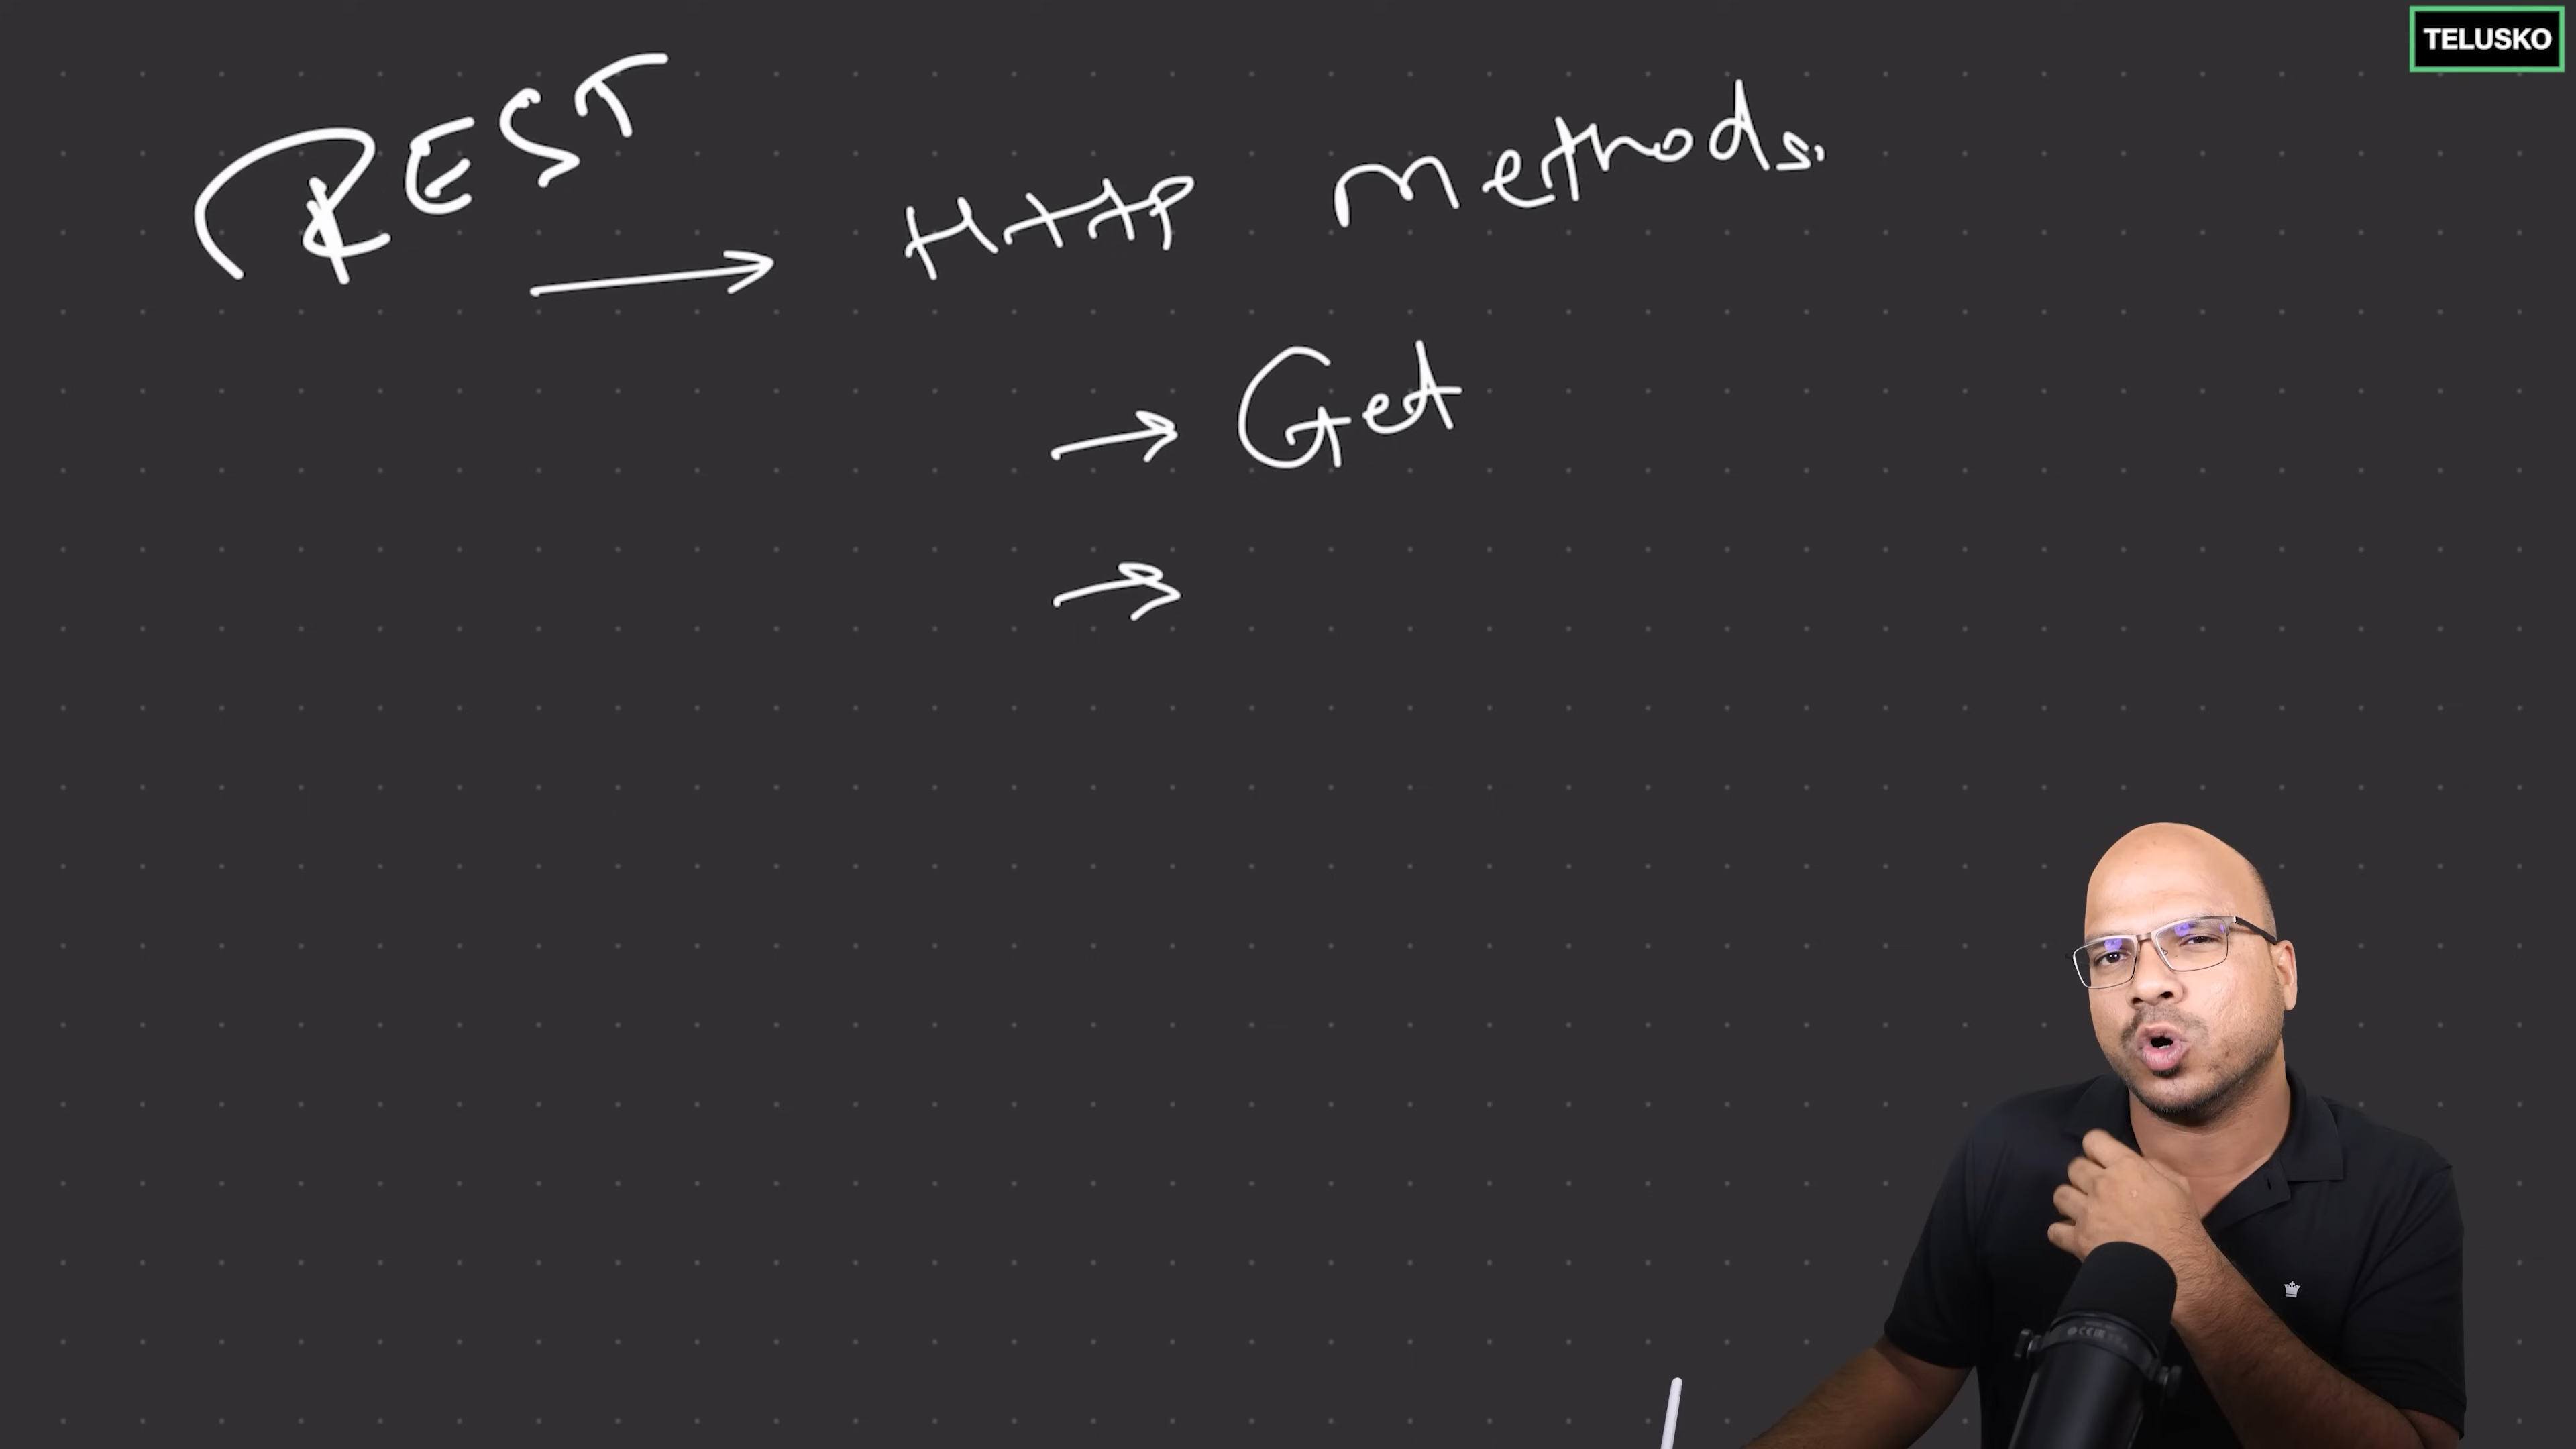 TELUSKO
REST
→ Http Methods.
→ Get
→